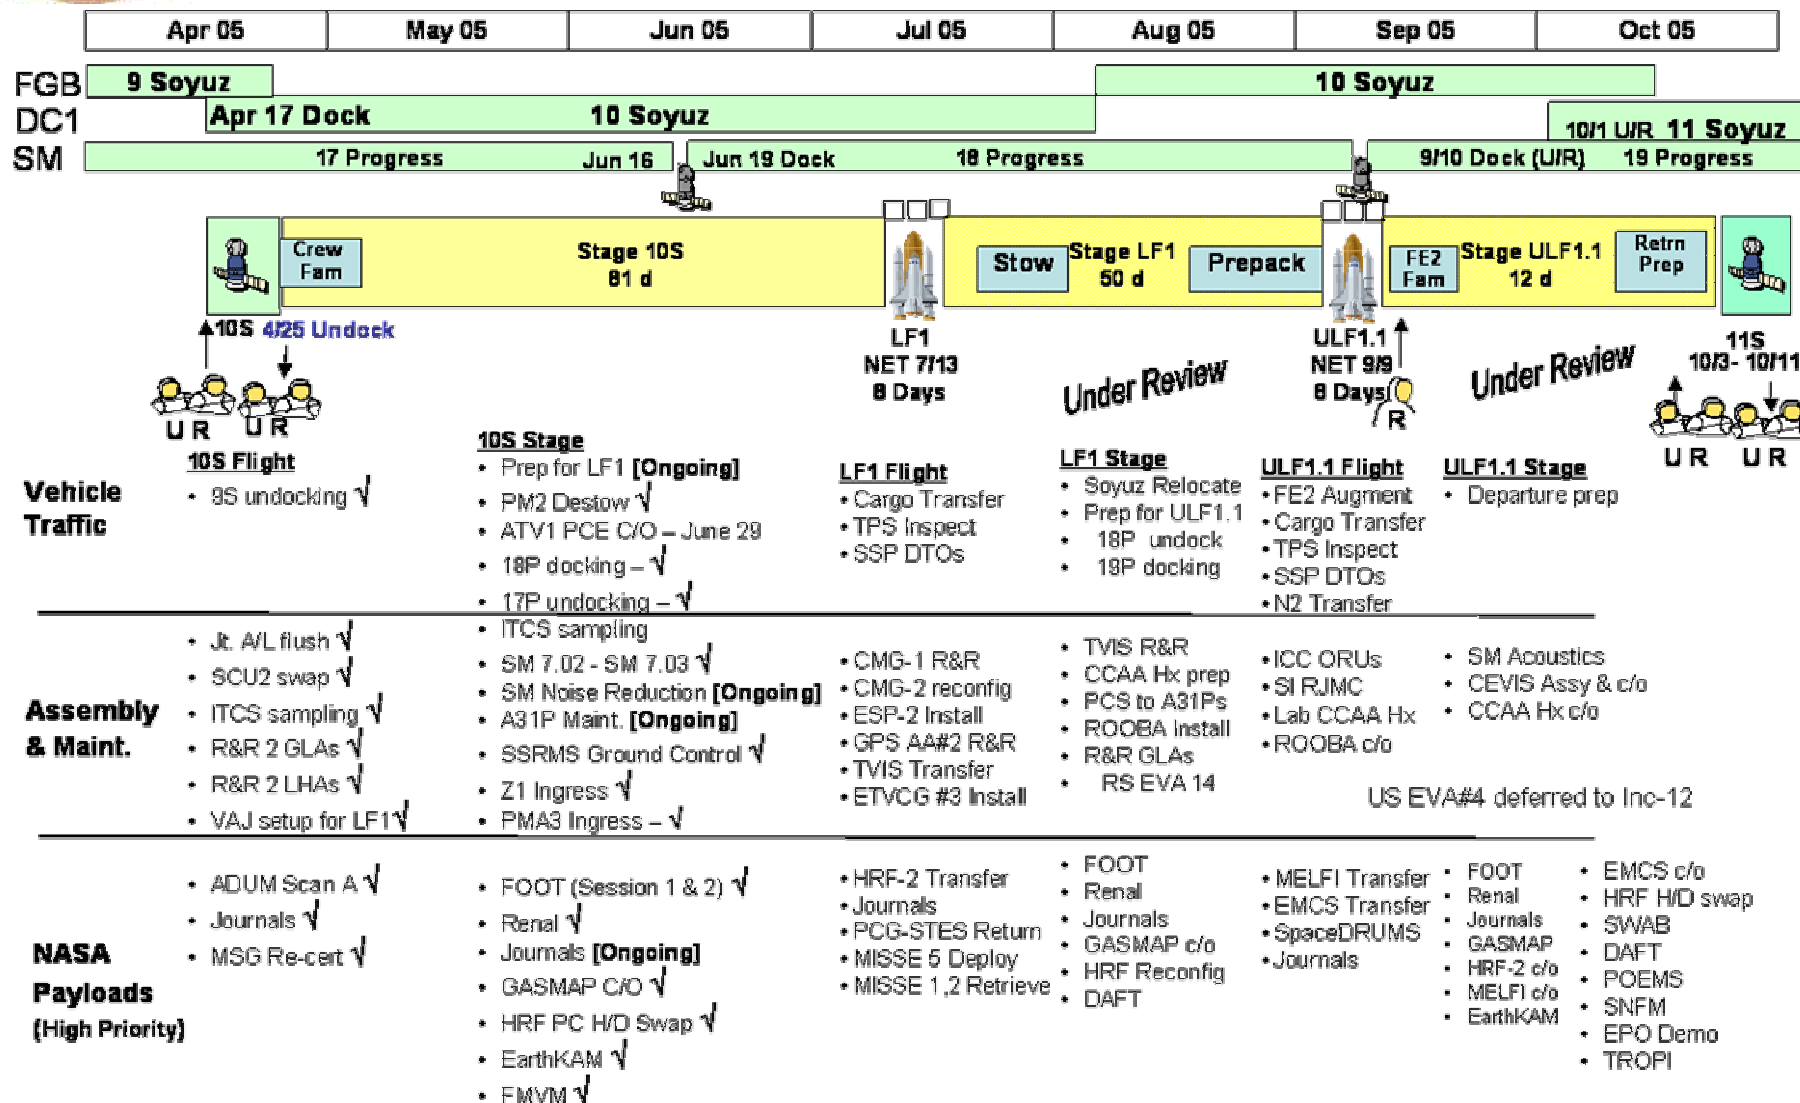 Apr 05 May 05 Jun 05 Jul 05 Aug 05 Sep 05 Oct 05
FGB 9 Soyuz 10 Soyuz
DC1 Apr 17 Dock 10 Soyuz 10/1 U/R 11 Soyuz
SM 17 Progress Jun 16 Jun 19 Dock 18 Progress 9/10 Dock (U/R) 19 Progress
Crew
Fam
Stage 10S
81 d
Stow
Stage LF1
50 d
Prepack
FE2
Fam
Stage ULF1.1
12 d
Retrn
Prep
10S 4/25 Undock
U R U R
LF1
NET 7/13
8 Days
Under Review
ULF1.1
NET 9/9
8 Days
R
Under Review
11S
10/3- 10/11
U R U R
Vehicle
Traffic
10S Flight
• 9S undocking √
10S Stage
• Prep for LF1 [Ongoing]
• PM2 Destow √
• ATV1 PCE C/O – June 29
• 18P docking – √
• 17P undocking – √
LF1 Flight
• Cargo Transfer
• TPS Inspect
• SSP DTOs
LF1 Stage
• Soyuz Relocate
• Prep for ULF1.1
• 18P undock
• 19P docking
ULF1.1 Flight
• FE2 Augment
• Cargo Transfer
• TPS Inspect
• SSP DTOs
• N2 Transfer
ULF1.1 Stage
• Departure prep
Assembly
& Maint.
• Jt. A/L flush √
• SCU2 swap √
• ITCS sampling √
• R&R 2 GLAs √
• R&R 2 LHAs √
• VAJ setup for LF1 √
• ITCS sampling
• SM 7.02 - SM 7.03 √
• SM Noise Reduction [Ongoing]
• A31P Maint. [Ongoing]
• SSRMS Ground Control √
• Z1 Ingress √
• PMA3 Ingress – √
• CMG-1 R&R
• CMG-2 reconfig
• ESP-2 Install
• GPS AA#2 R&R
• TVIS Transfer
• ETVCG #3 Install
• TVIS R&R
• CCAA Hx prep
• PCS to A31Ps
• ROOBA Install
• R&R GLAs
• RS EVA 14
• ICC ORUs
• SI RJMC
• Lab CCAA Hx
• ROOBA c/o
• SM Acoustics
• CEVIS Assy & c/o
• CCAA Hx c/o
US EVA#4 deferred to Inc-12
NASA
Payloads
(High Priority)
• ADUM Scan A √
• Journals √
• MSG Re-cert √
• FOOT (Session 1 & 2) √
• Renal √
• Journals [Ongoing]
• GASMAP C/O √
• HRF PC H/D Swap √
• EarthKAM √
• FMVM √
• HRF-2 Transfer
• Journals
• PCG-STES Return
• MISSE 5 Deploy
• MISSE 1,2 Retrieve
• FOOT
• Renal
• Journals
• GASMAP c/o
• HRF Reconfig
• DAFT
• MELFI Transfer
• EMCS Transfer
• SpaceDRUMS
• Journals
• FOOT
• Renal
• Journals
• GASMAP
• HRF-2 c/o
• MELFI c/o
• EarthKAM
• EMCS c/o
• HRF H/D swap
• SWAB
• DAFT
• POEMS
• SNFM
• EPO Demo
• TROPI